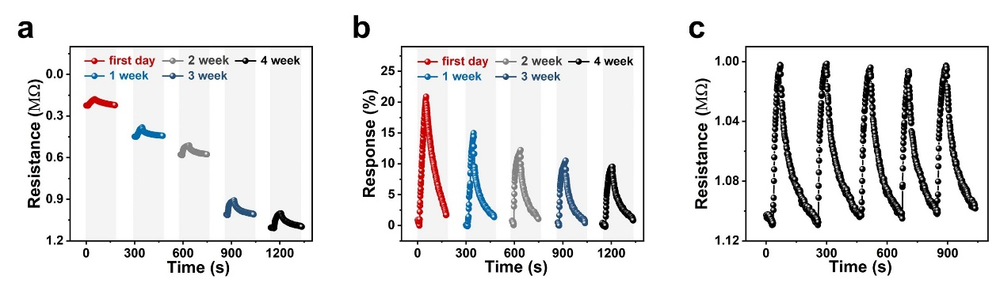 a
first day
2 week
4 week
1 week
3 week
0.0
0.3
0.6
0.9
1.2
Resistance (MΩ)
0
300
600
900
1200
Time (s)
b
first day
2 week
4 week
1 week
3 week
25
20
15
10
5
0
Response (%)
0
300
600
900
1200
Time (s)
c
1.00
1.04
1.08
1.12
Resistance (MΩ)
0
300
600
900
Time (s)